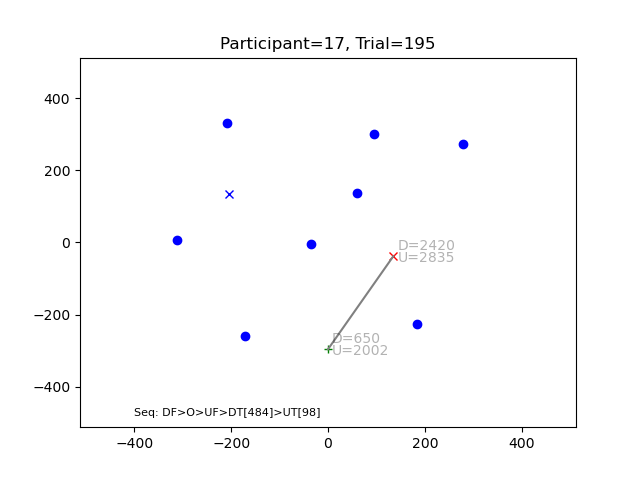 Participant=17, Trial=195
400
200
0
−200
−400
D=2420
U=2835
D=650
U=2002
Seq: DF>O>UF>DT[484]>UT[98]
−400
−200
0
200
400